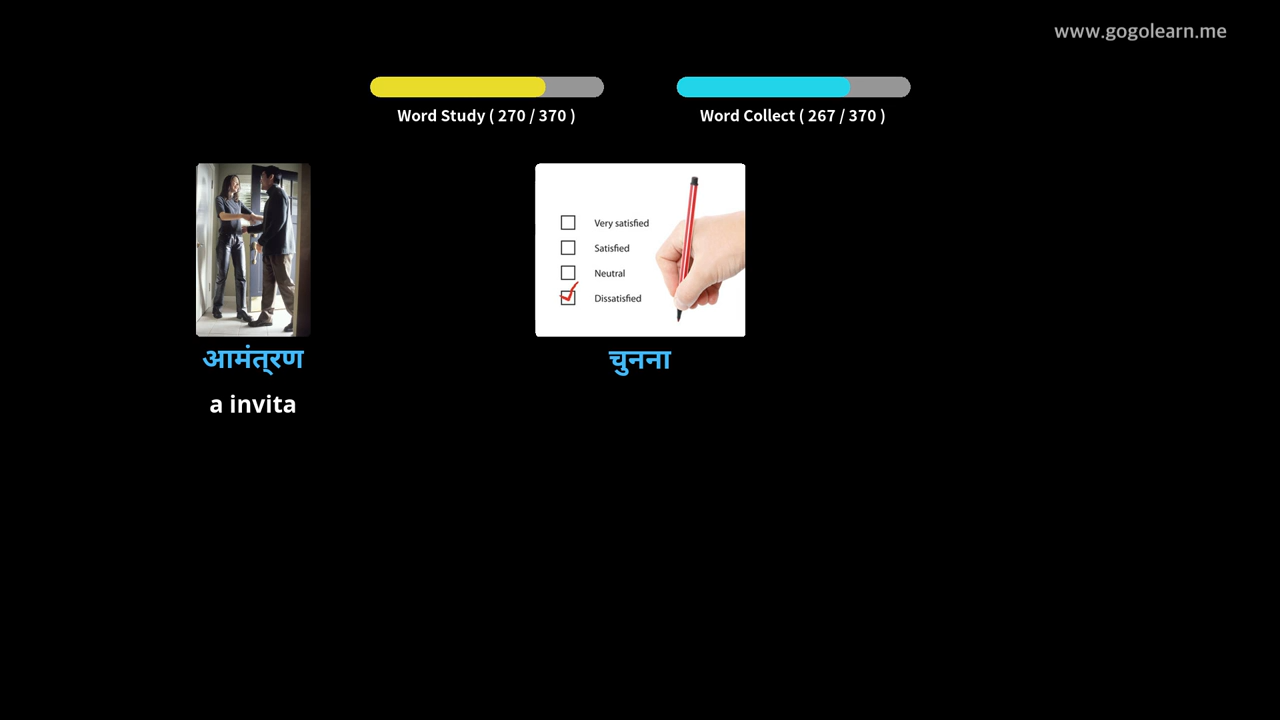 www.gogolearn.me
Word Study ( 270 / 370 )
Word Collect ( 267 / 370 )
Very satisfied
Satisfied
Neutral
Dissatisfied
आमंत्रण
चुनना
a invita